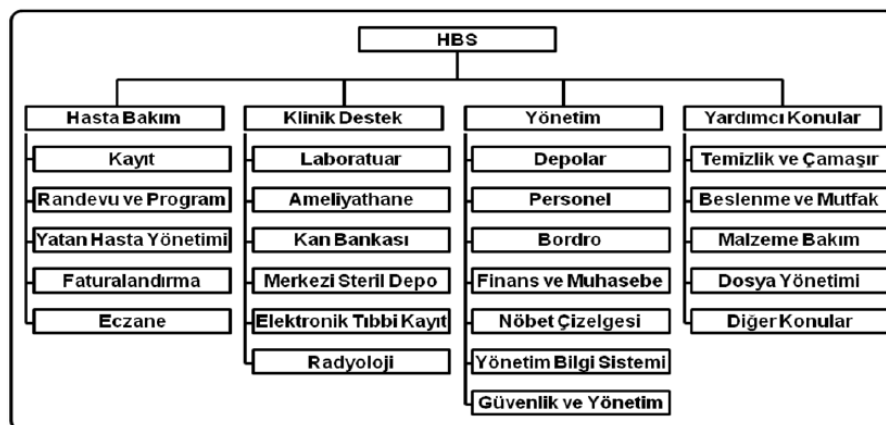 HBS
Hasta Bakım
Kayıt
Randevu ve Program
Yatan Hasta Yönetimi
Faturalandırma
Eczane
Klinik Destek
Laboratuar
Ameliyathane
Kan Bankası
Merkezi Steril Depo
Elektronik Tıbbi Kayıt
Radyoloji
Yönetim
Depolar
Personel
Bordro
Finans ve Muhasebe
Nöbet Çizelgesi
Yönetim Bilgi Sistemi
Güvenlik ve Yönetim
Yardımcı Konular
Temizlik ve Çamaşır
Beslenme ve Mutfak
Malzeme Bakım
Dosya Yönetimi
Diğer Konular